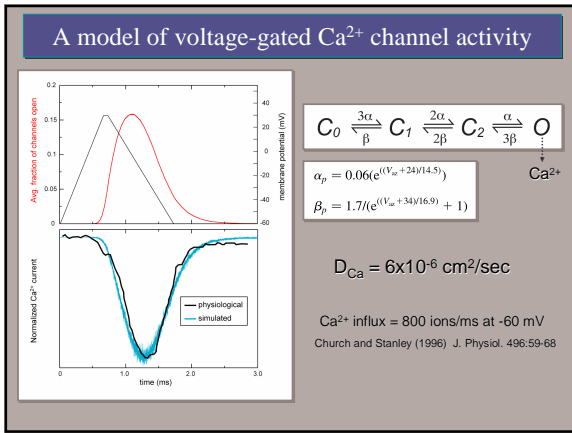 A model of voltage-gated Ca²⁺ channel activity
Avg. fraction of channels open
0.2
0.15
0.1
0.05
0
40
20
0
-20
-40
-60
membrane potential (mV)
Normalized Ca²⁺ current
physiological
simulated
0
1.0
2.0
3.0
time (ms)
C₀ 3α β C₁ 2α 2β C₂ α 3β O
Ca²⁺
αₚ = 0.06(e^((Vₐz +24)/14.5))
βₚ = 1.7/(e^((Vₐz +34)/16.9) + 1)
D_Ca = 6x10⁻⁶ cm²/sec
Ca²⁺ influx = 800 ions/ms at -60 mV
Church and Stanley (1996) J. Physiol. 496:59-68